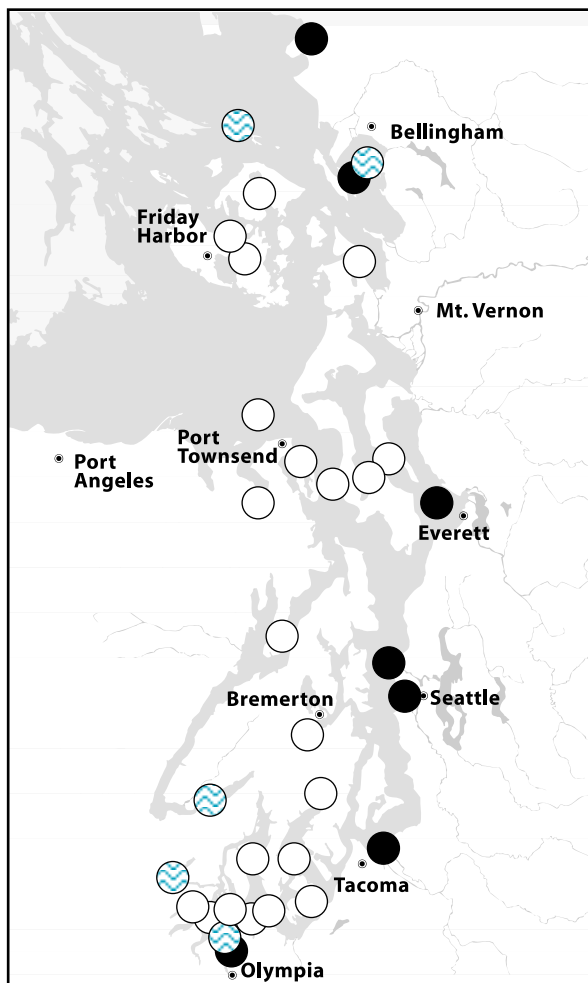 Bellingham
Friday
Harbor
Mt. Vernon
Port
Townsend
Port
Angeles
Everett
Bremerton
Seattle
Tacoma
Olympia